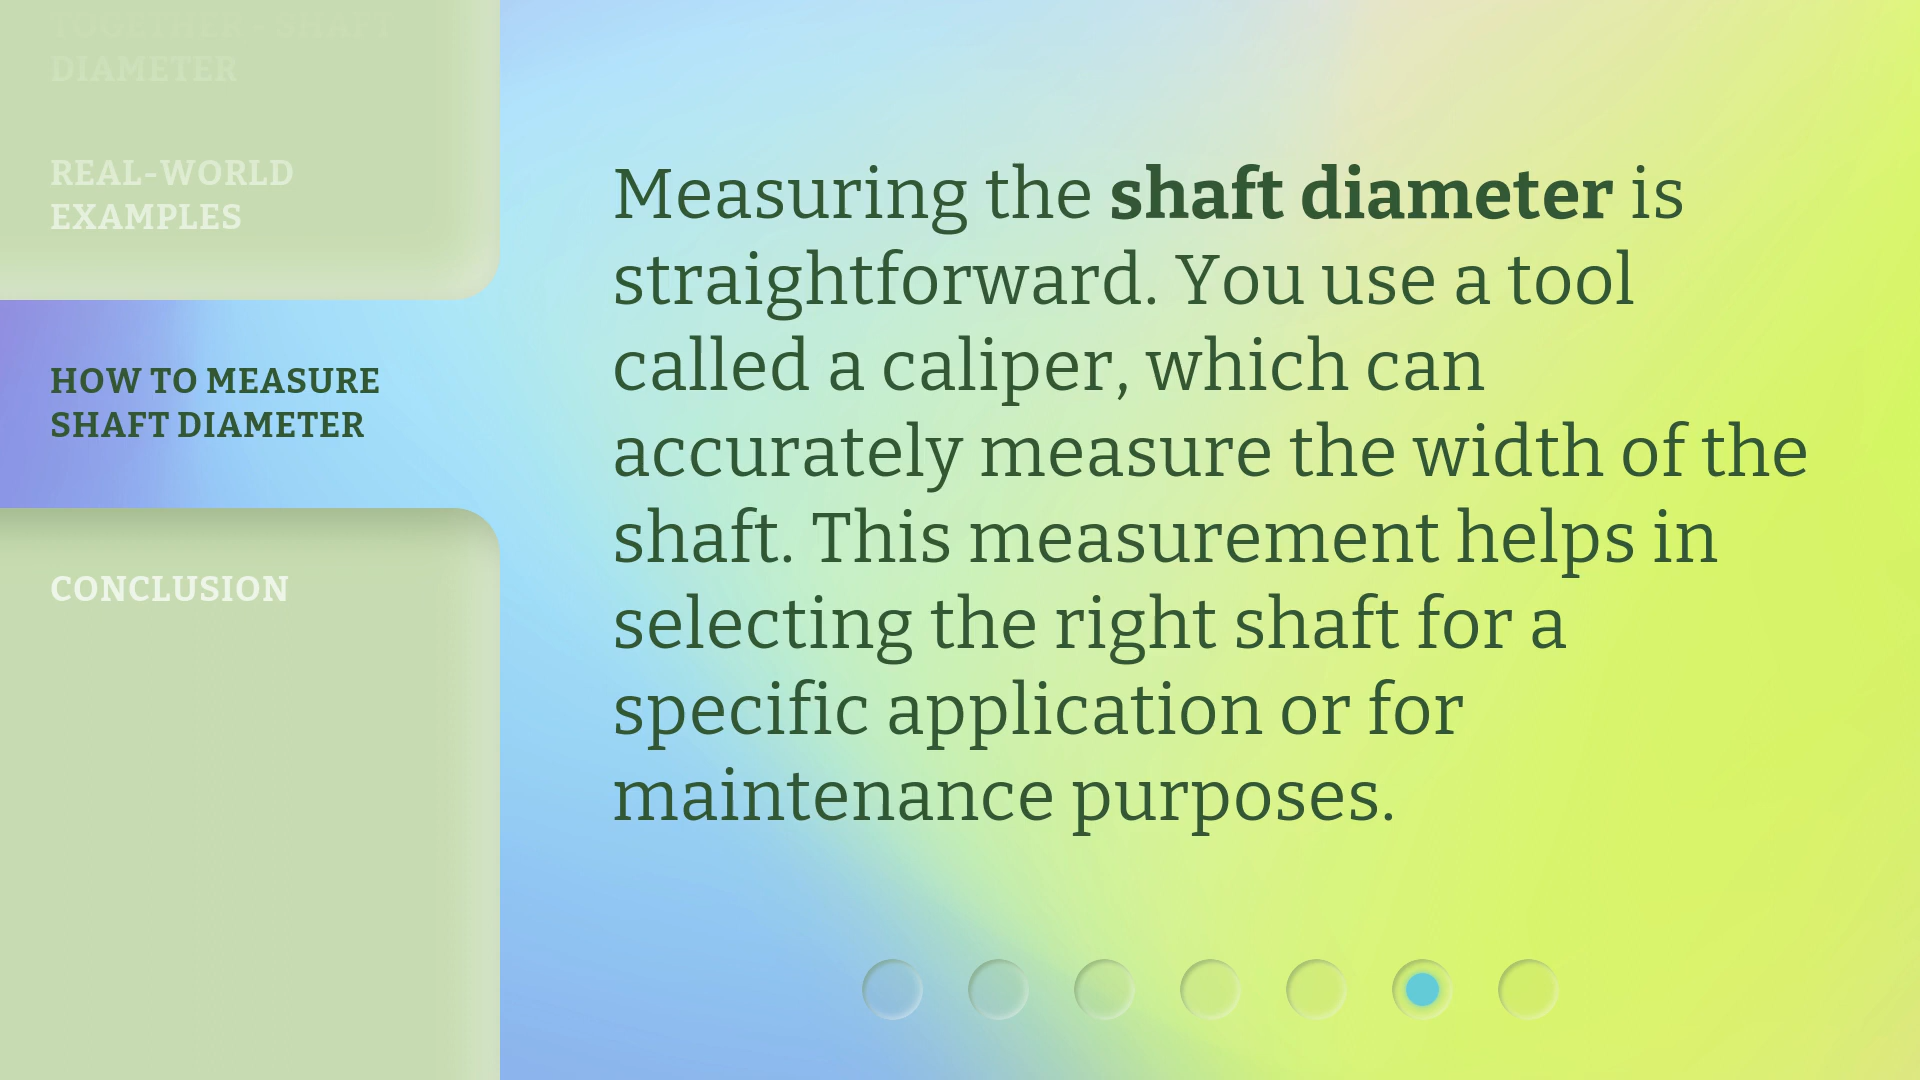 TOGETHER - SHAFT
DIAMETER
REAL-WORLD
EXAMPLES
HOW TO MEASURE
SHAFT DIAMETER
CONCLUSION
Measuring the shaft diameter is
straightforward. You use a tool
called a caliper, which can
accurately measure the width of the
shaft. This measurement helps in
selecting the right shaft for a
specific application or for
maintenance purposes.